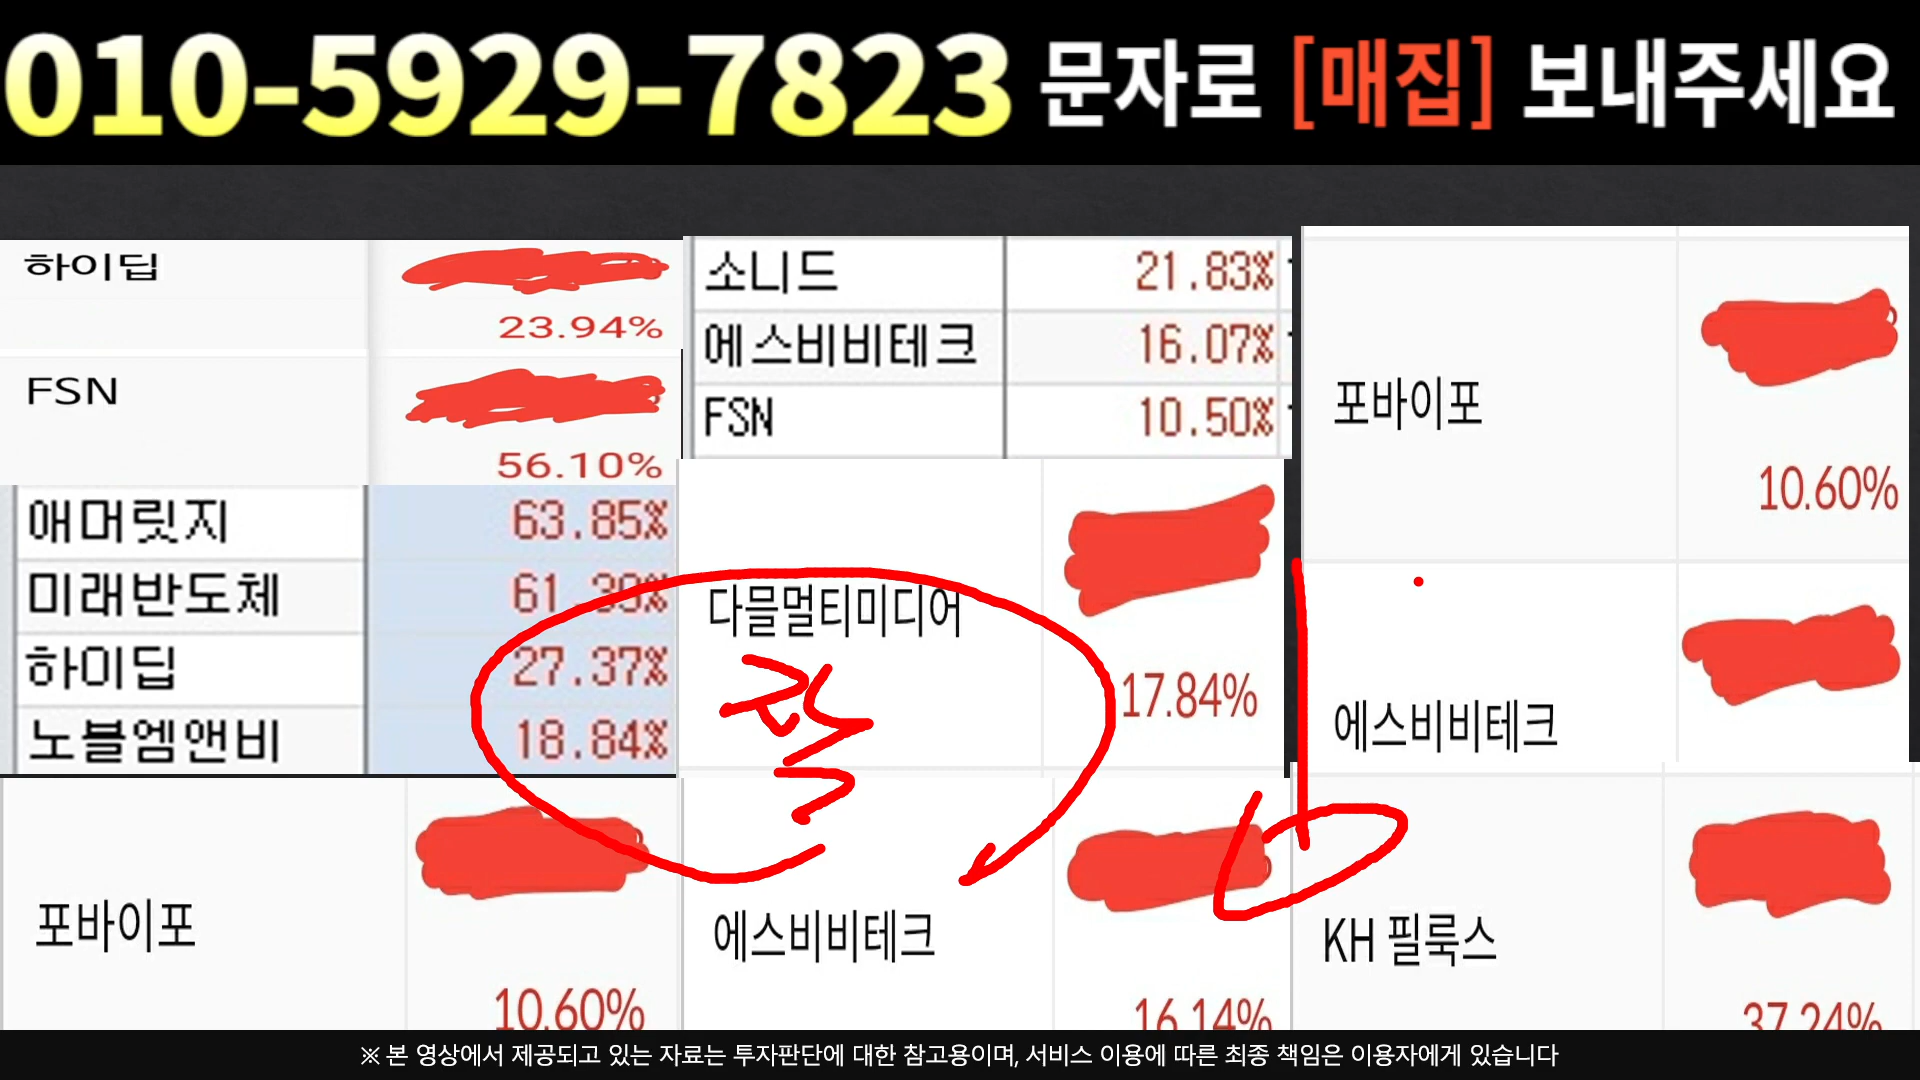 010-5929-7823 문자로 [매집] 보내주세요
하이딥
23.94%
FSN
56.10%
애머릿지 63.85%
미래반도체 61.39%
하이딥 27.37%
노블엠앤비 18.84%
소니드 21.83%
에스비비테크 16.07%
FSN 10.50%
다믈멀티미디어
17.84%
포바이포
10.60%
에스비비테크
포바이포
10.60%
에스비비테크
16.14%
KH 필룩스
37.24%
※ 본 영상에서 제공되고 있는 자료는 투자판단에 대한 참고용이며, 서비스 이용에 따른 최종 책임은 이용자에게 있습니다